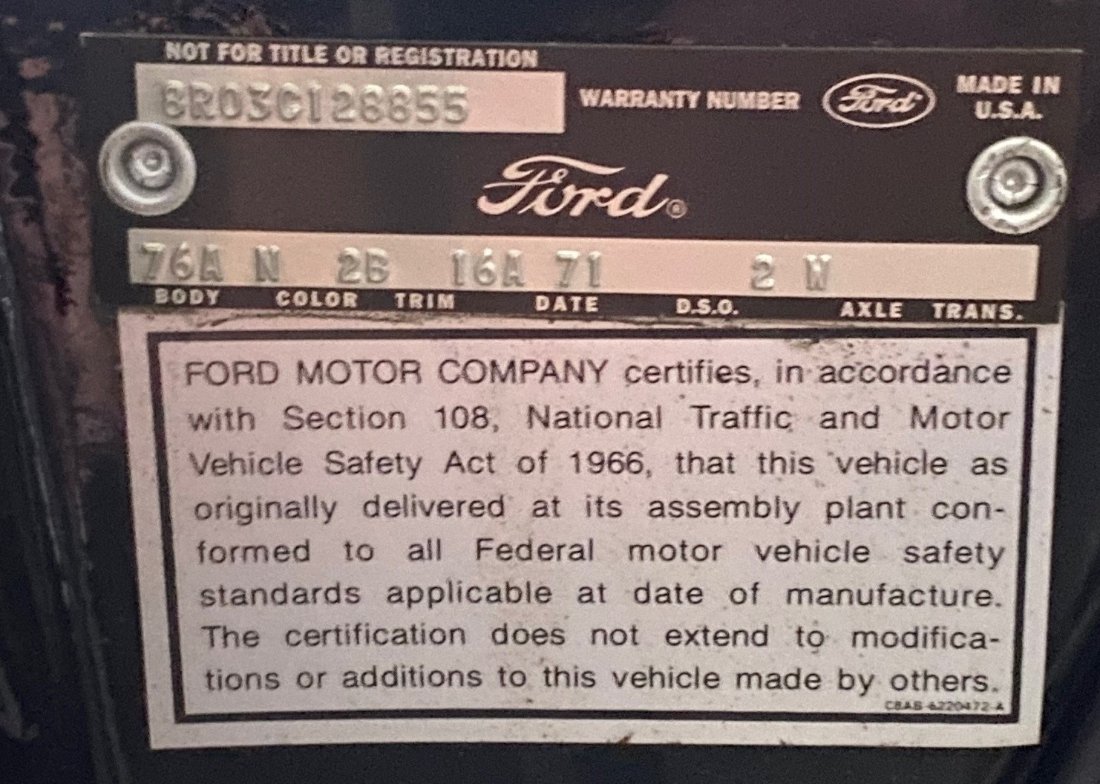 NOT FOR TITLE OR REGISTRATION
8R03C128855
WARRANTY NUMBER
Ford
MADE IN
U.S.A.
Ford®
76A N 2B 16A 71 2 W
BODY COLOR TRIM DATE D.S.O. AXLE TRANS.
FORD MOTOR COMPANY certifies, in accordance
with Section 108, National Traffic and Motor
Vehicle Safety Act of 1966, that this vehicle as
originally delivered at its assembly plant con-
formed to all Federal motor vehicle safety
standards applicable at date of manufacture.
The certification does not extend to modifica-
tions or additions to this vehicle made by others.
C8AB-6220472-A